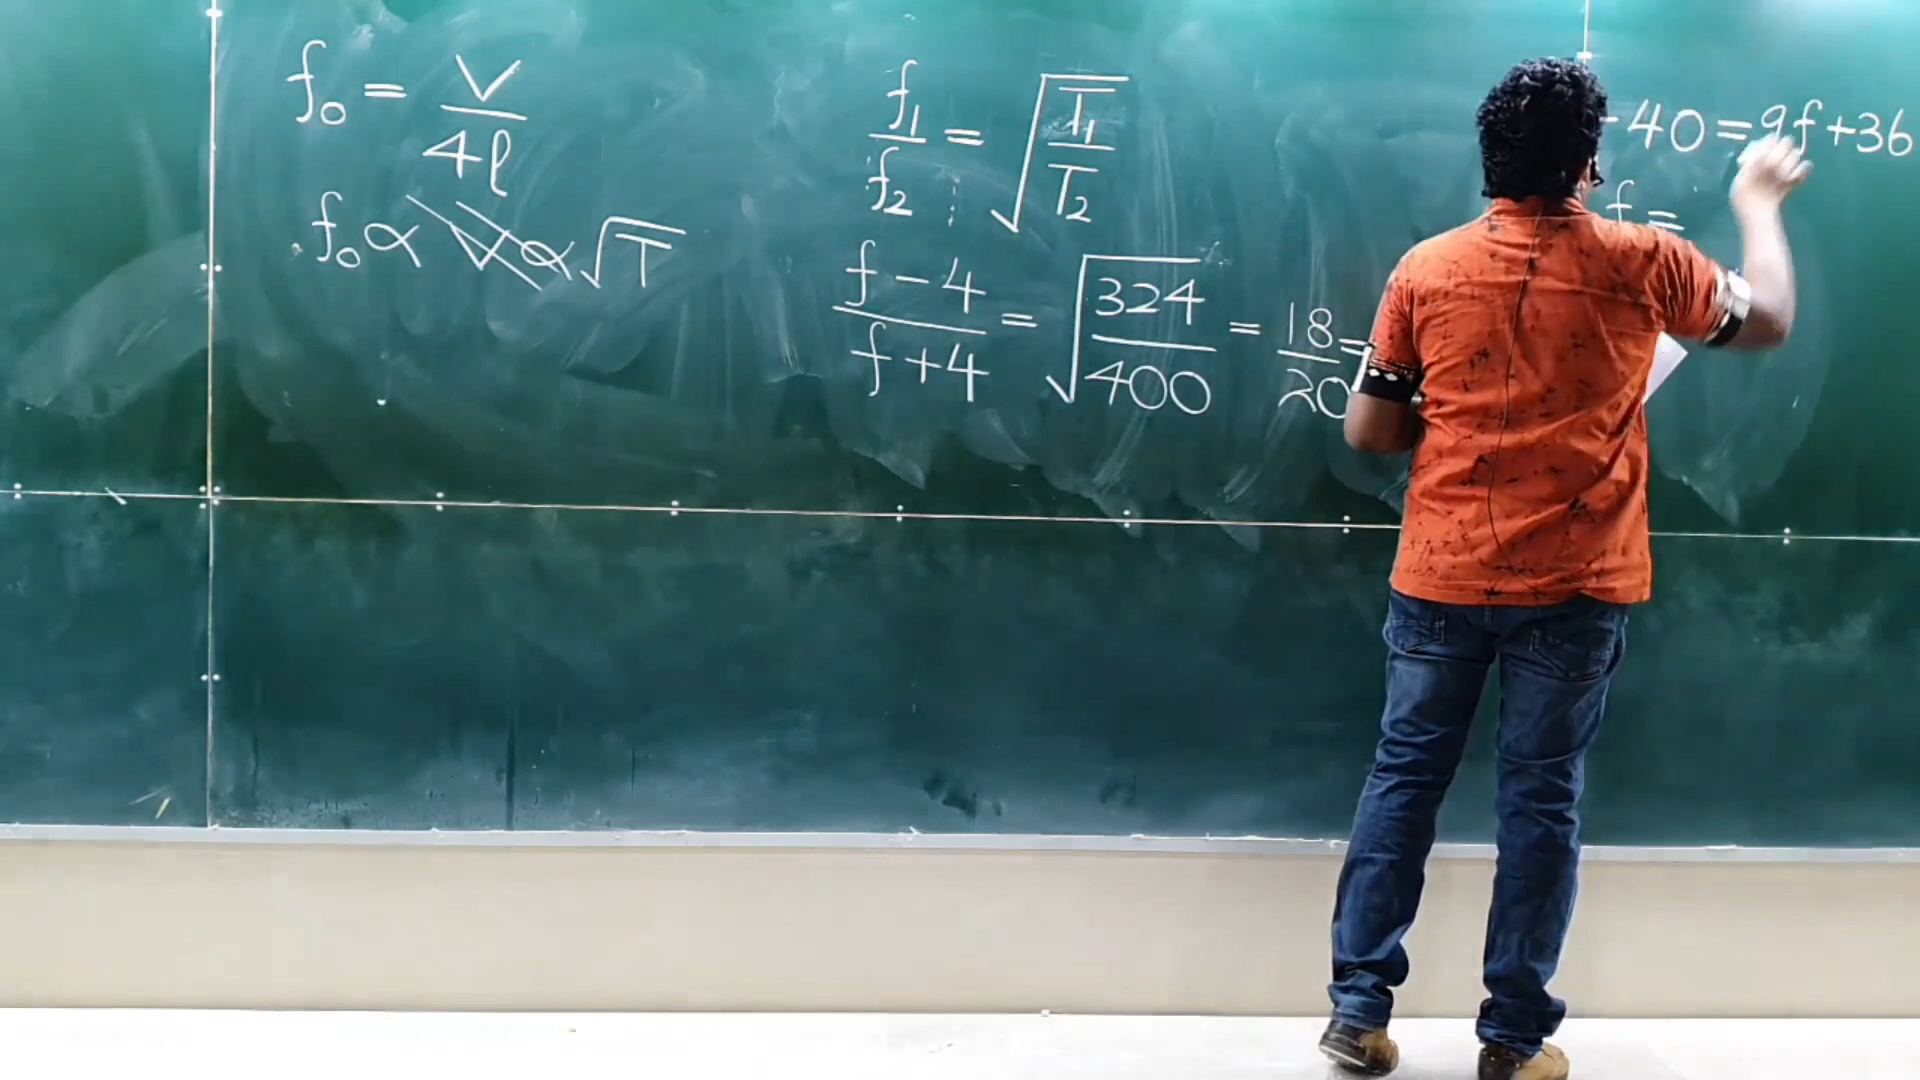 f₀ = V/4l
f₀ ∝ V ∝ √T
f₁/f₂ = √(T₁/T₂)
(f-4)/(f+4) = √(324/400) = 18/20 =
-40 = 9f+36
f =